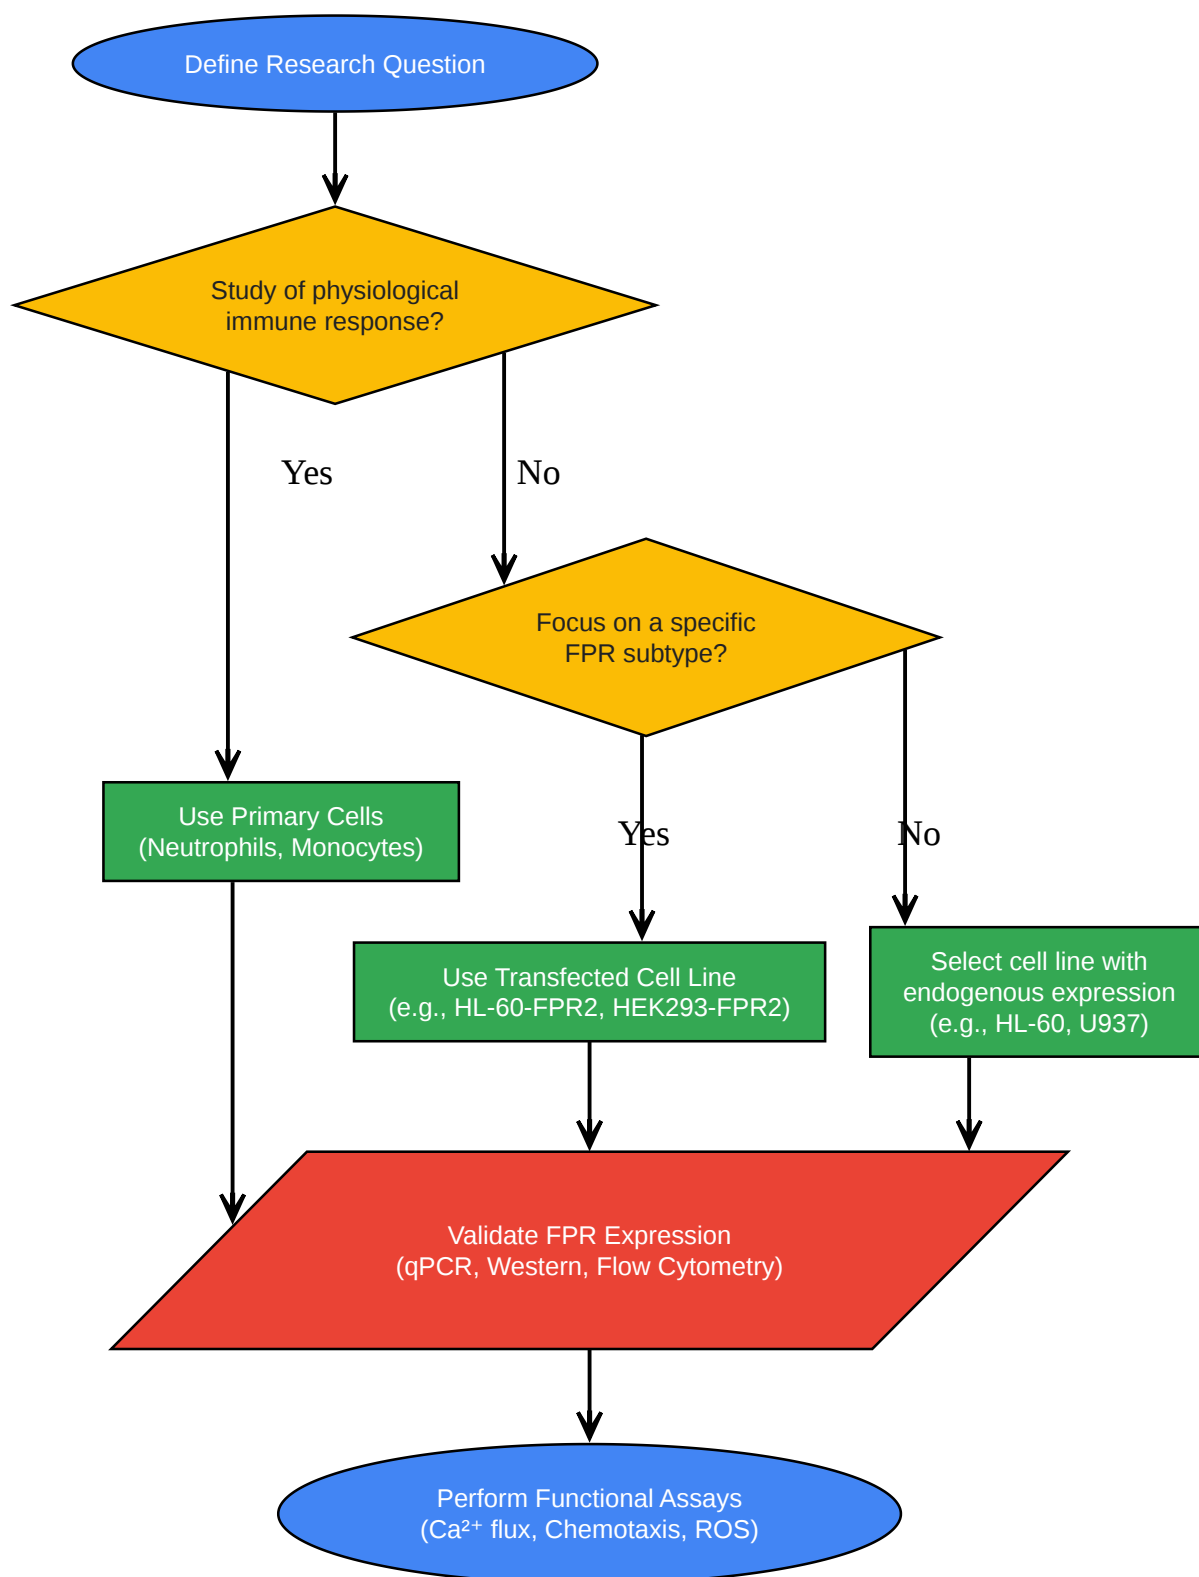 Define Research Question
Study of physiological
immune response?
Yes
No
Focus on a specific
FPR subtype?
Use Primary Cells
(Neutrophils, Monocytes)
Yes
No
Use Transfected Cell Line
(e.g., HL-60-FPR2, HEK293-FPR2)
Select cell line with
endogenous expression
(e.g., HL-60, U937)
Validate FPR Expression
(qPCR, Western, Flow Cytometry)
Perform Functional Assays
(Ca²⁺ flux, Chemotaxis, ROS)